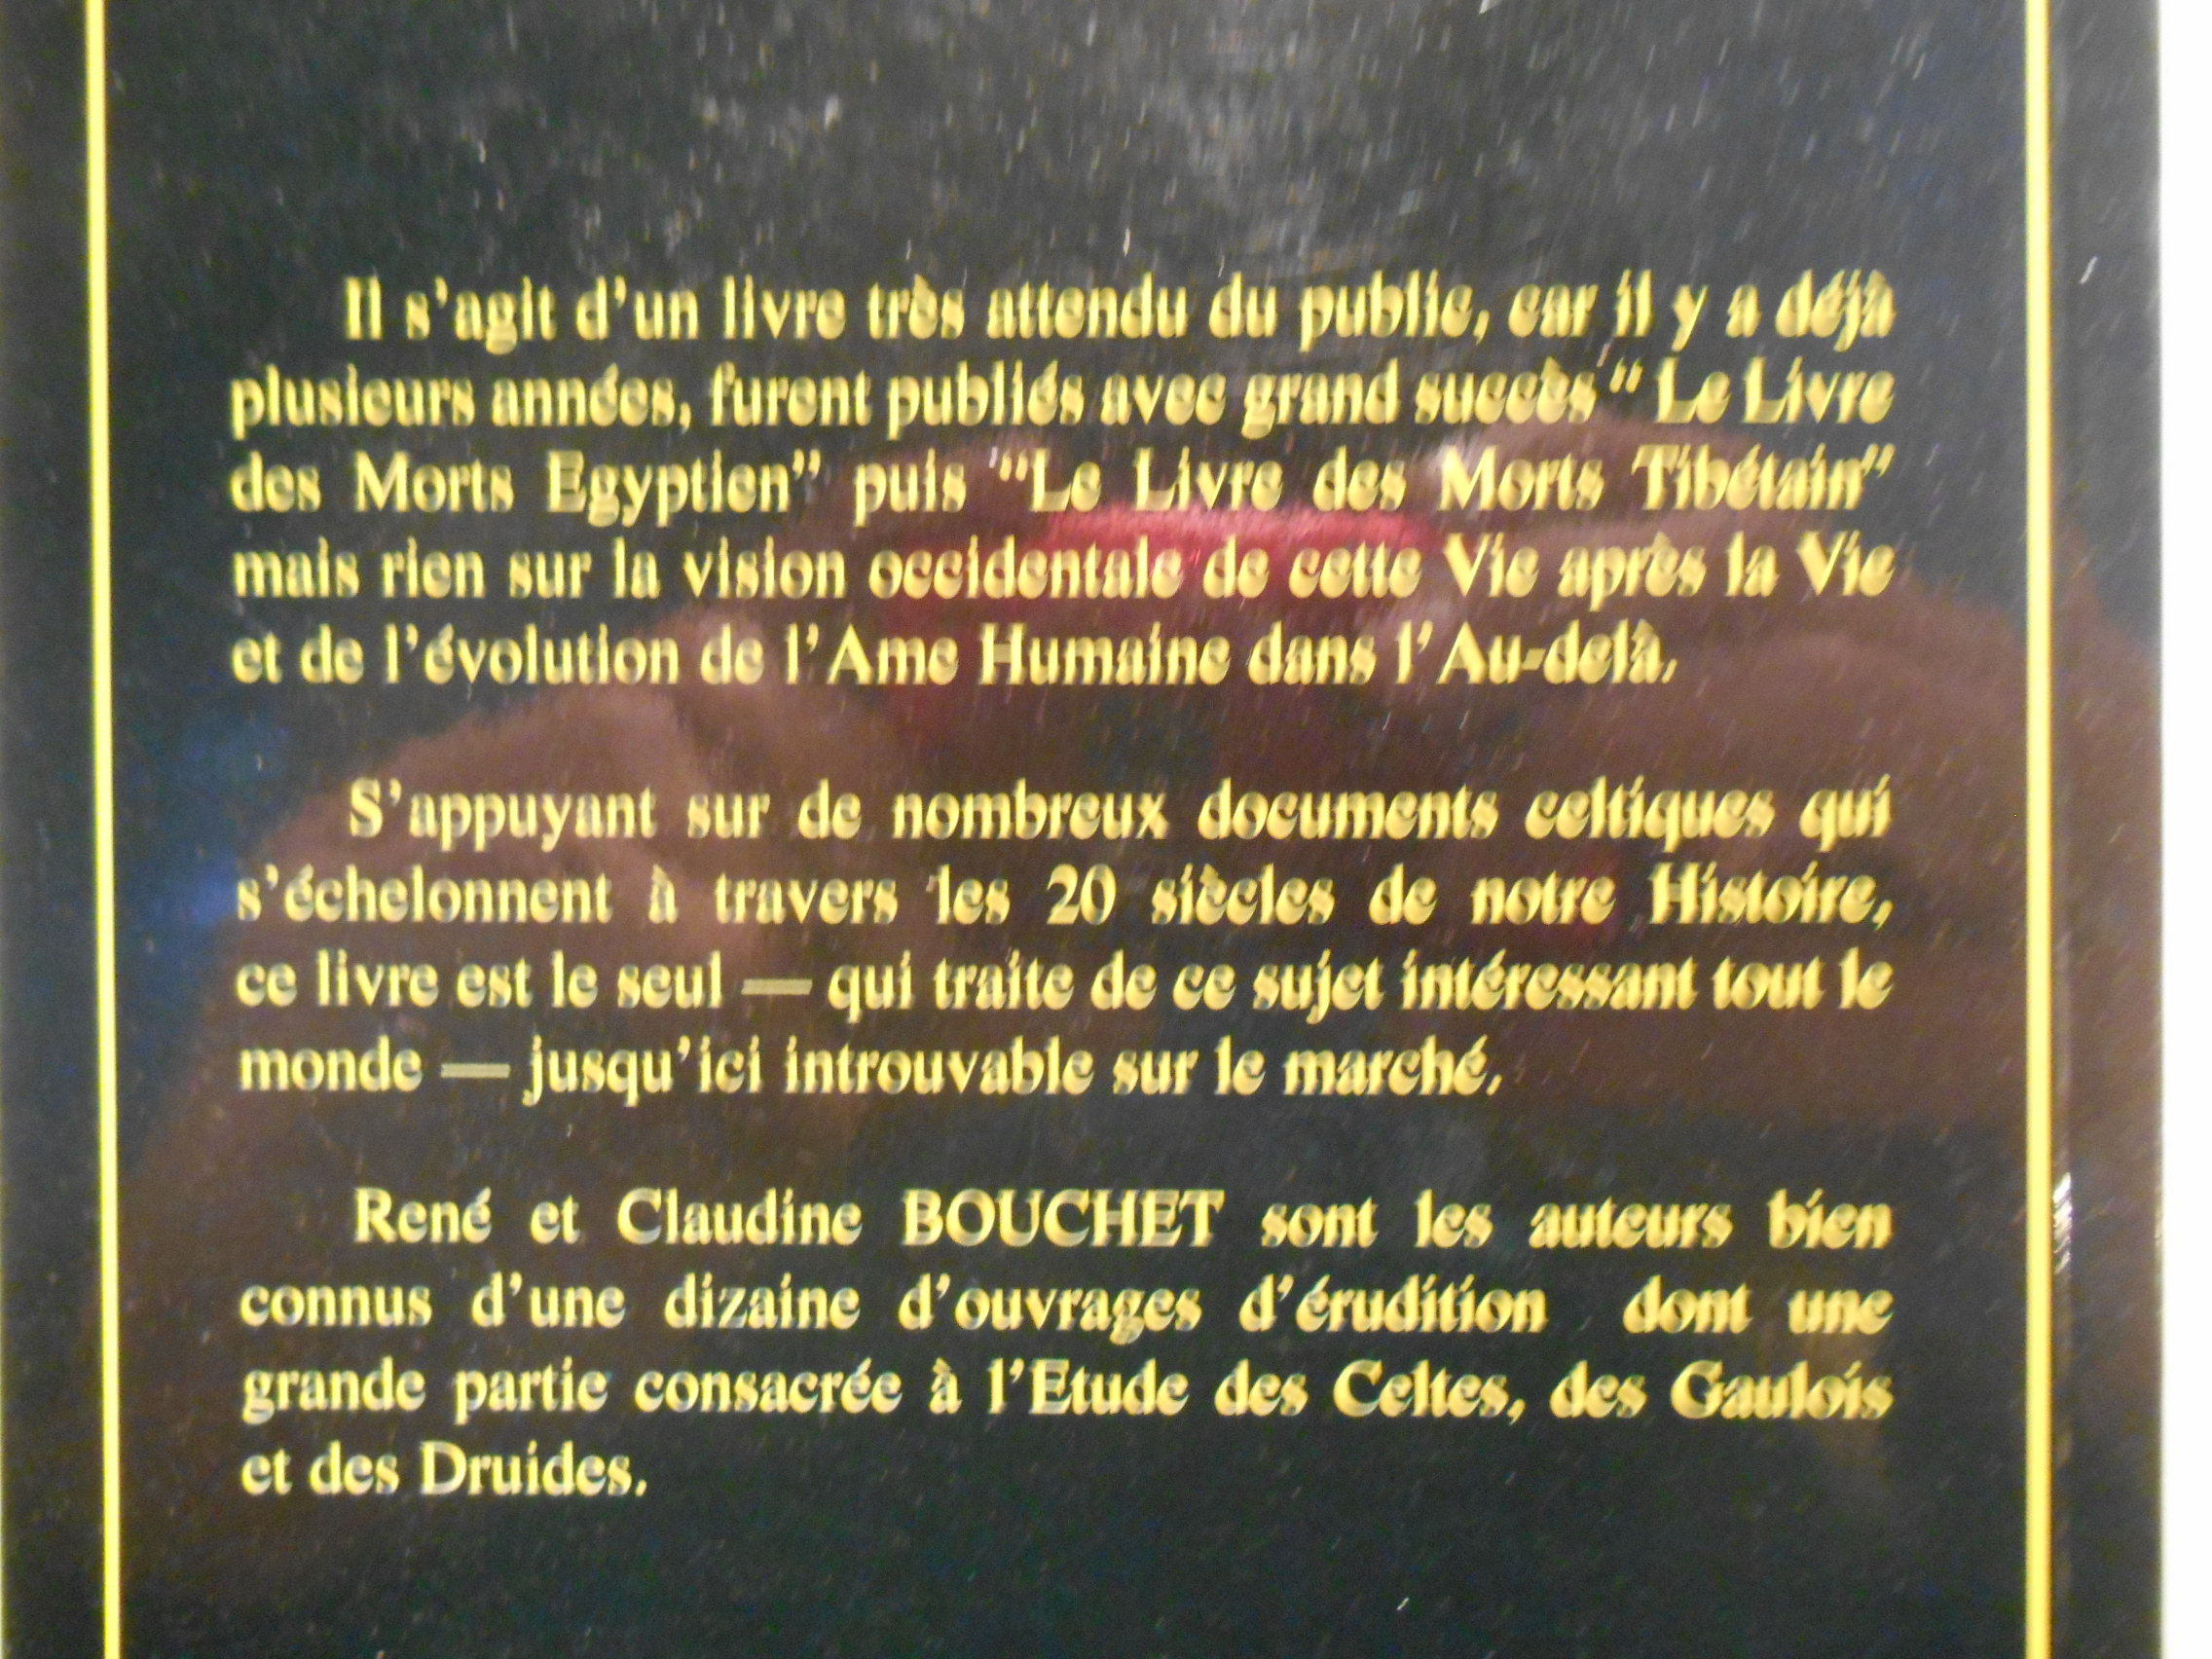 Il s'agit d'un livre très attendu du public, car il y a déjà
plusieurs années, furent publiés avec grand succès “ Le Livre
des Morts Egyptien” puis “Le Livre des Morts Tibétain”
mais rien sur la vision occidentale de cette Vie après la Vie
et de l'évolution de l'Ame Humaine dans l'Au-delà.
S'appuyant sur de nombreux documents celtiques qui
s'échelonnent à travers les 20 siècles de notre Histoire,
ce livre est le seul — qui traite de ce sujet intéressant tout le
monde — jusqu'ici introuvable sur le marché.
René et Claudine BOUCHET sont les auteurs bien
connus d'une dizaine d'ouvrages d'érudition dont une
grande partie consacrée à l'Etude des Celtes, des Gaulois
et des Druides.